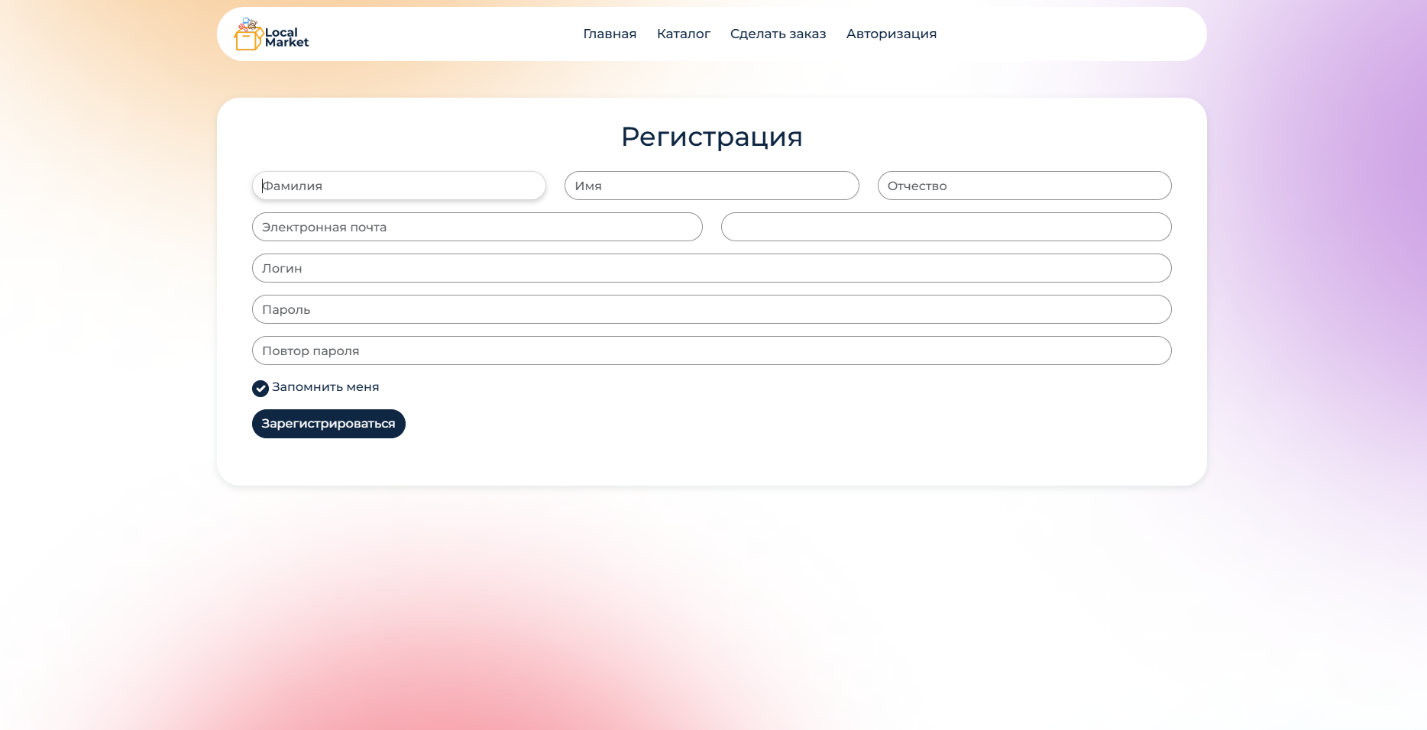 Local
Market
Главная Каталог Сделать заказ Авторизация
Регистрация
Фамилия Имя Отчество
Электронная почта
Логин
Пароль
Повтор пароля
Запомнить меня
Зарегистрироваться